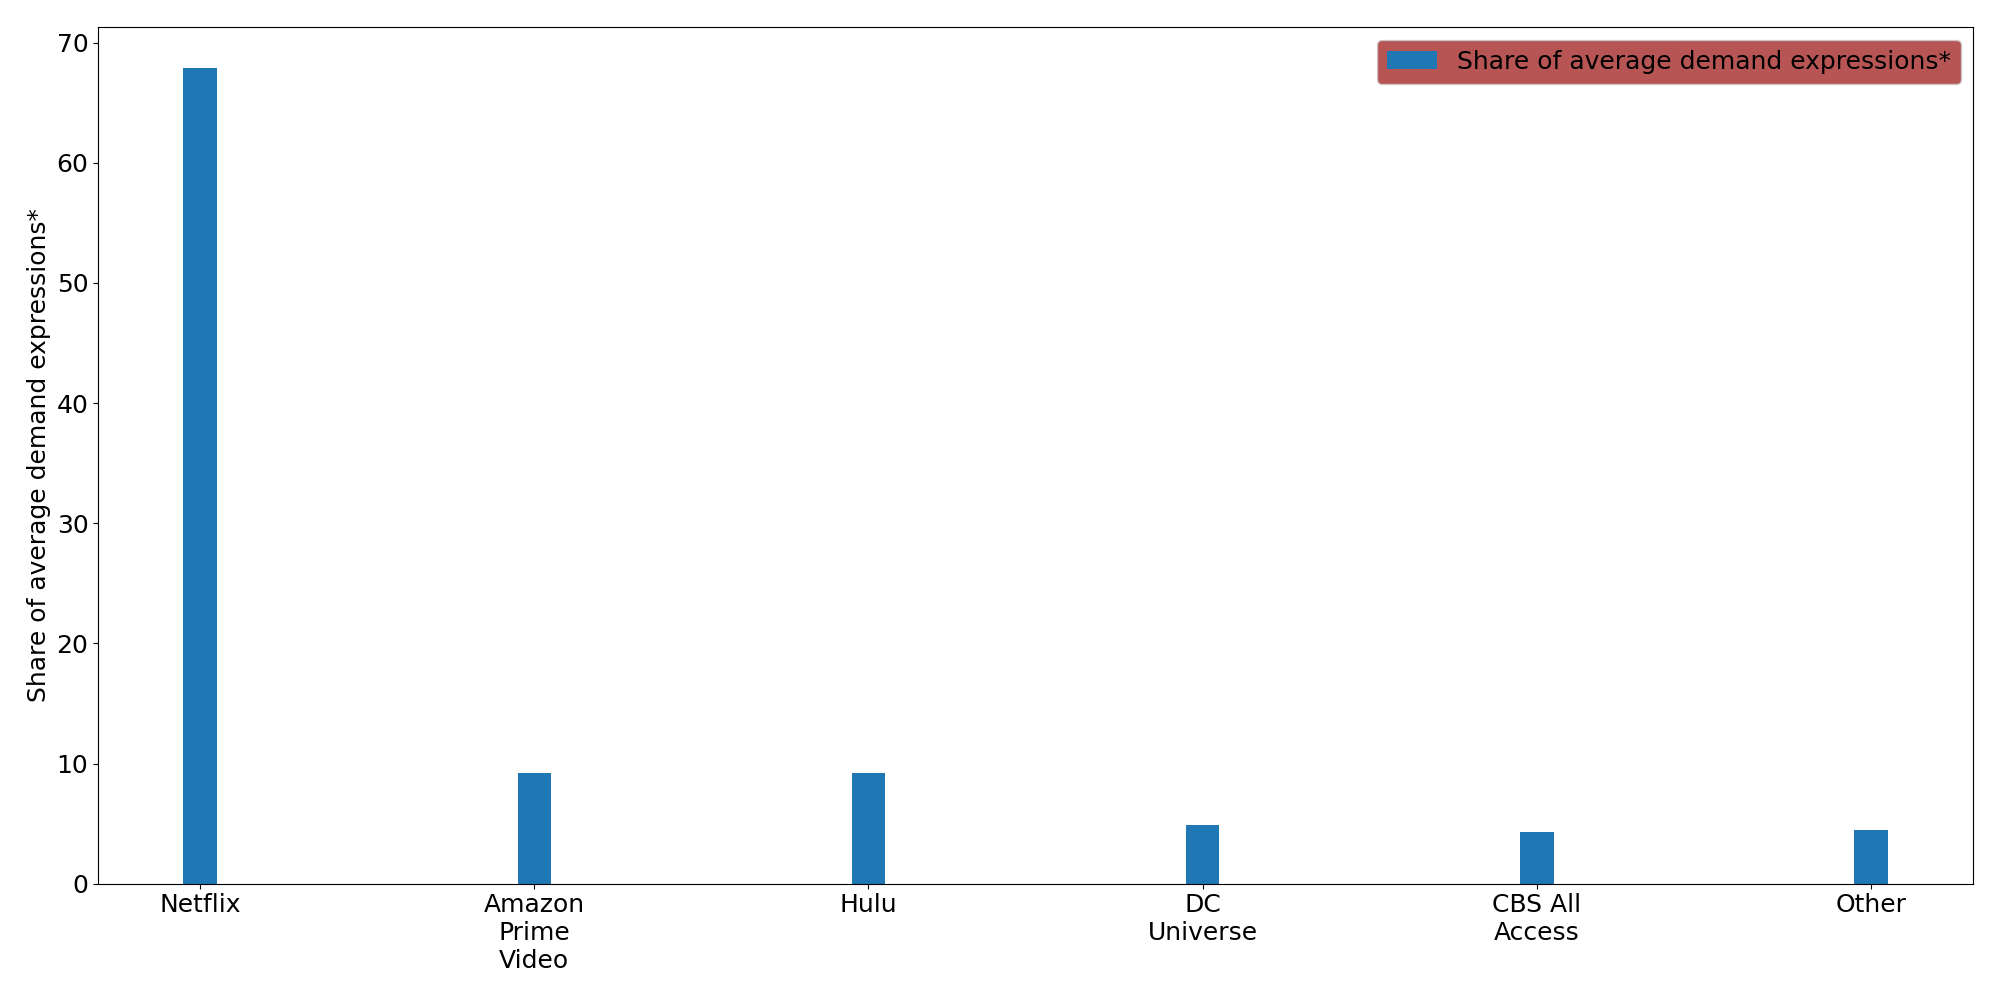 Share of average demand expressions*
70
60
50
40
30
20
10
0
Share of average demand expressions*
Netflix
Amazon
Prime
Video
Hulu
DC
Universe
CBS All
Access
Other